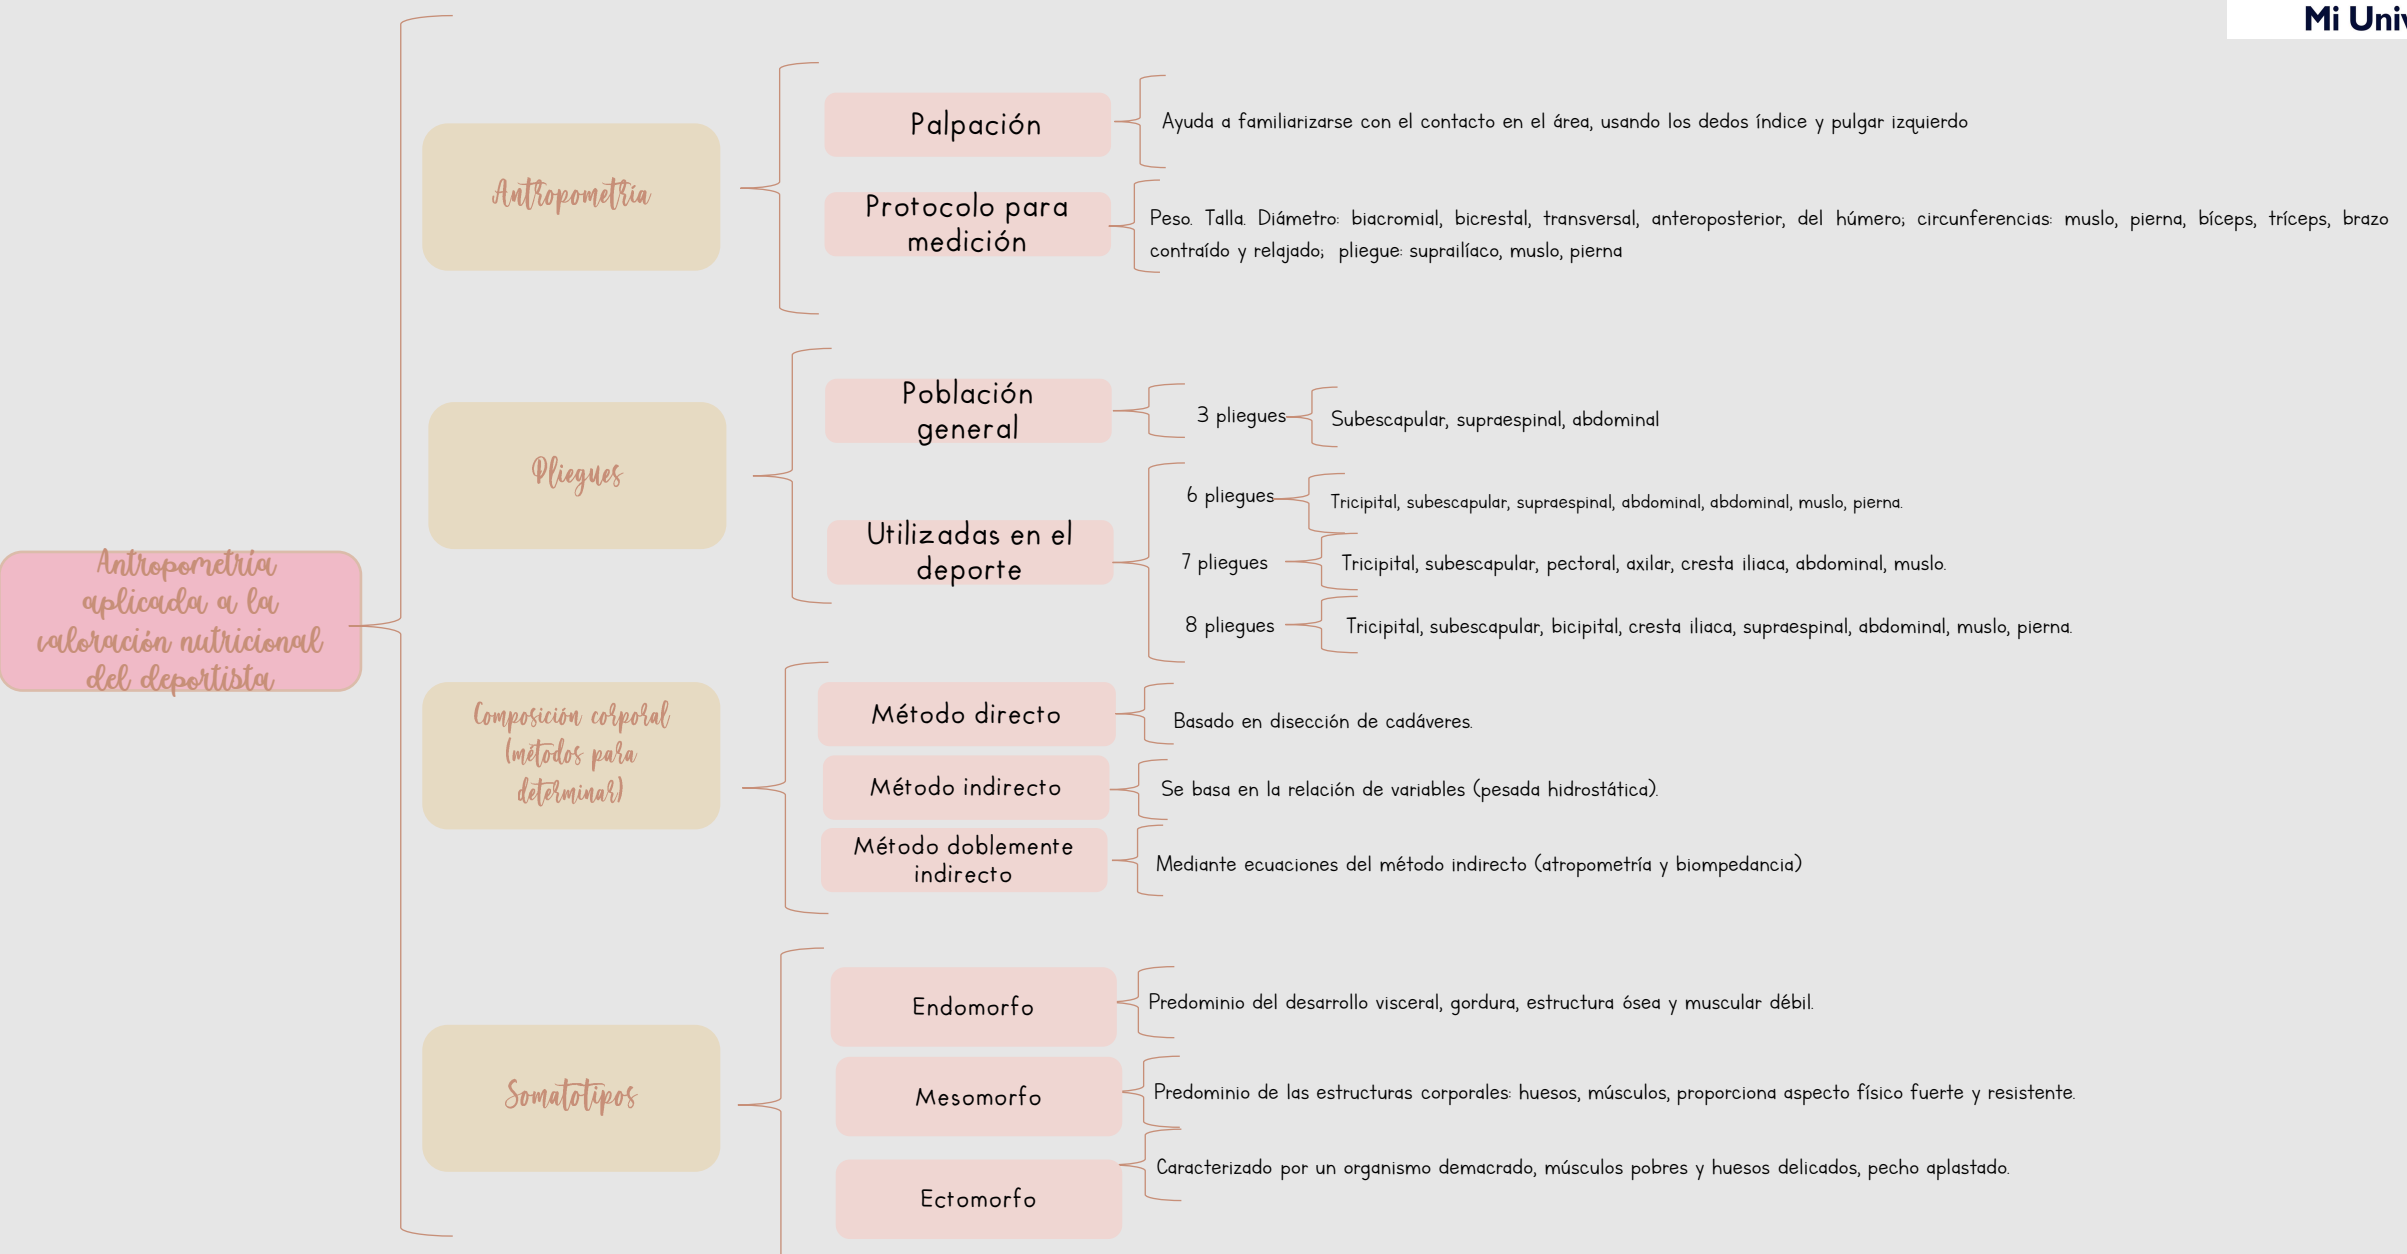 Mi Univ
Antropometría
aplicada a la
valoración nutricional
del deportista
Antropometría
Palpación
Ayuda a familiarizarse con el contacto en el área, usando los dedos índice y pulgar izquierdo
Protocolo para
medición
Peso. Talla. Diámetro: biacromial, bicrestal, transversal, anteroposterior, del húmero; circunferencias: muslo, pierna, bíceps, tríceps, brazo
contraído y relajado; pliegue: suprailíaco, muslo, pierna
Pliegues
Población
general
3 pliegues
Subescapular, supraespinal, abdominal
Utilizadas en el
deporte
6 pliegues
Tricipital, subescapular, supraespinal, abdominal, abdominal, muslo, pierna.
7 pliegues
Tricipital, subescapular, pectoral, axilar, cresta iliaca, abdominal, muslo.
8 pliegues
Tricipital, subescapular, bicipital, cresta iliaca, supraespinal, abdominal, muslo, pierna.
Composición corporal
(métodos para
determinar)
Método directo
Basado en disección de cadáveres.
Método indirecto
Se basa en la relación de variables (pesada hidrostática).
Método doblemente
indirecto
Mediante ecuaciones del método indirecto (atropometría y biompedancia)
Somatotipos
Endomorfo
Predominio del desarrollo visceral, gordura, estructura ósea y muscular débil.
Mesomorfo
Predominio de las estructuras corporales: huesos, músculos, proporciona aspecto físico fuerte y resistente.
Ectomorfo
Caracterizado por un organismo demacrado, músculos pobres y huesos delicados, pecho aplastado.